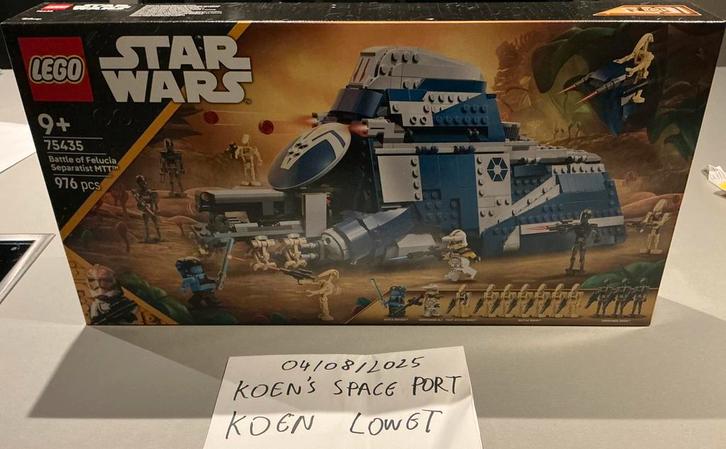 LEGO
STAR
WARS
9+
75435
Battle of Felucia
Separatist MTT™
976 pcs
04/08/2025
KOEN'S SPACE PORT
KOEN LOWET